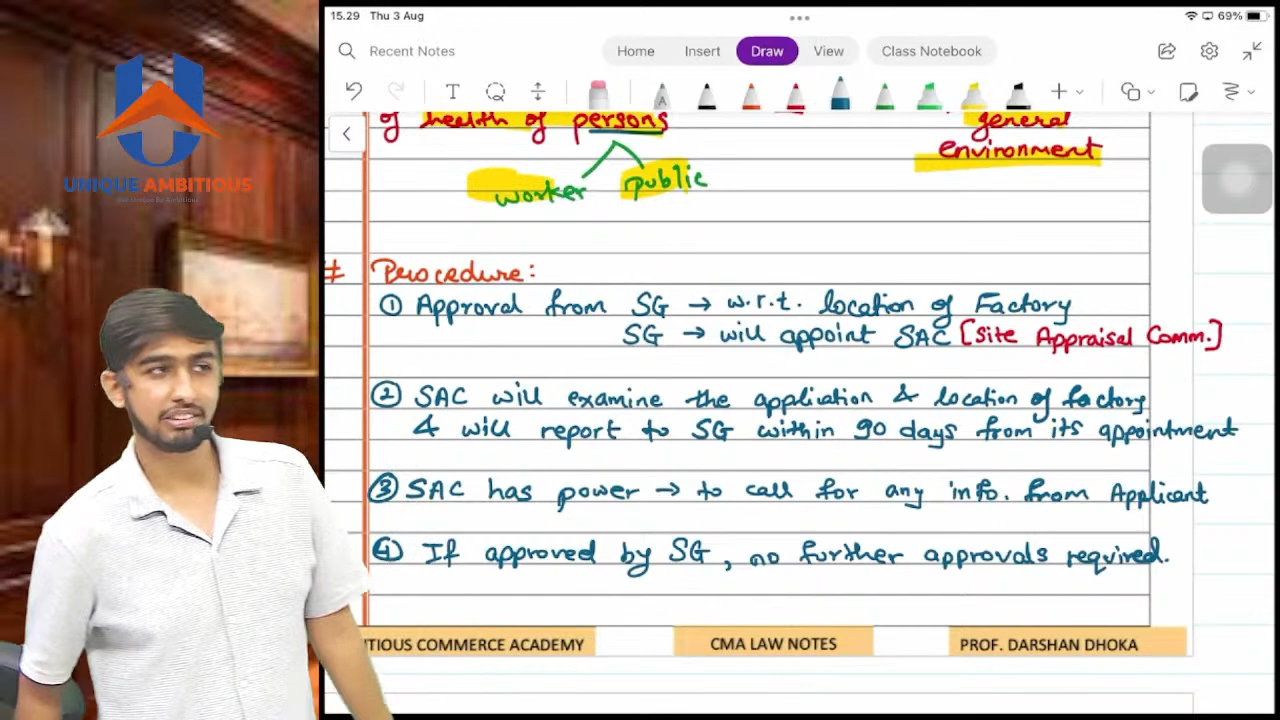 15.29 Thu 3 Aug
69%
Recent Notes
Home Insert Draw View Class Notebook
T
A
UNIQUE AMBITIOUS
of health of persons
general
environment
worker public
# Procedure:
① Approval from SG → w.r.t. location of Factory
SG → will appoint SAC [Site Appraisal Comm.]
② SAC will examine the application & location of factory
& will report to SG within 90 days from its appointment
③ SAC has power → to call for any info. from Applicant
④ If approved by SG, no further approvals required.
TIOUS COMMERCE ACADEMY CMA LAW NOTES PROF. DARSHAN DHOKA